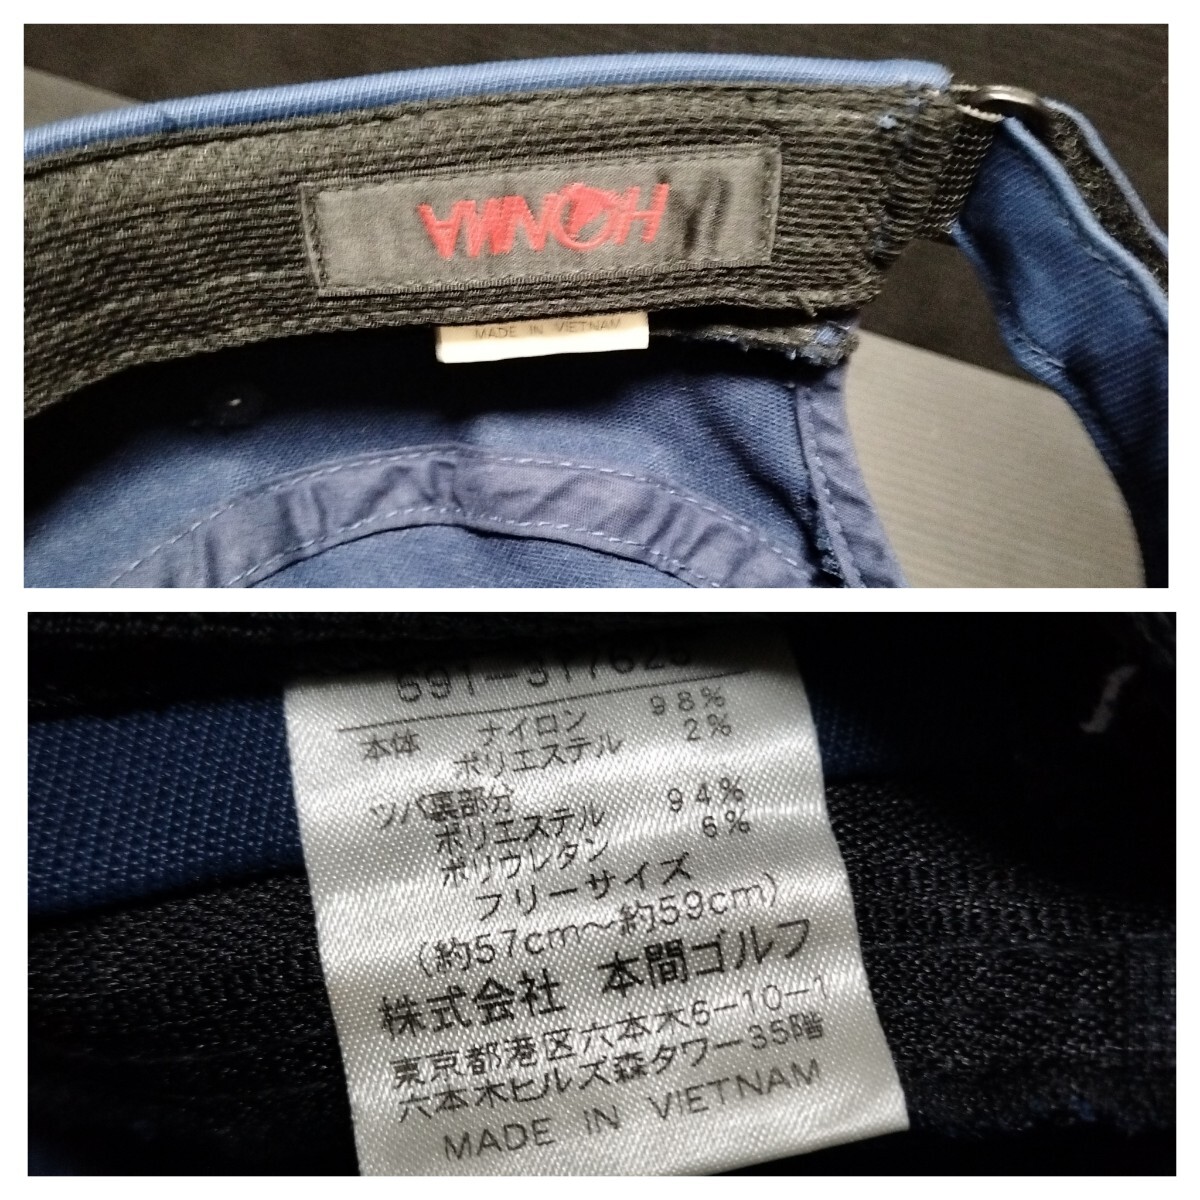 HONMA
MADE IN VIETNAM
591-317628
本体 ナイロン 98%
ポリエステル 2%
ツバ裏部分
ポリエステル 94%
ポリウレタン 6%
フリーサイズ
(約57cm～約59cm)
株式会社 本間ゴルフ
東京都港区六本木6-10-1
六本木ヒルズ森タワー35階
MADE IN VIETNAM